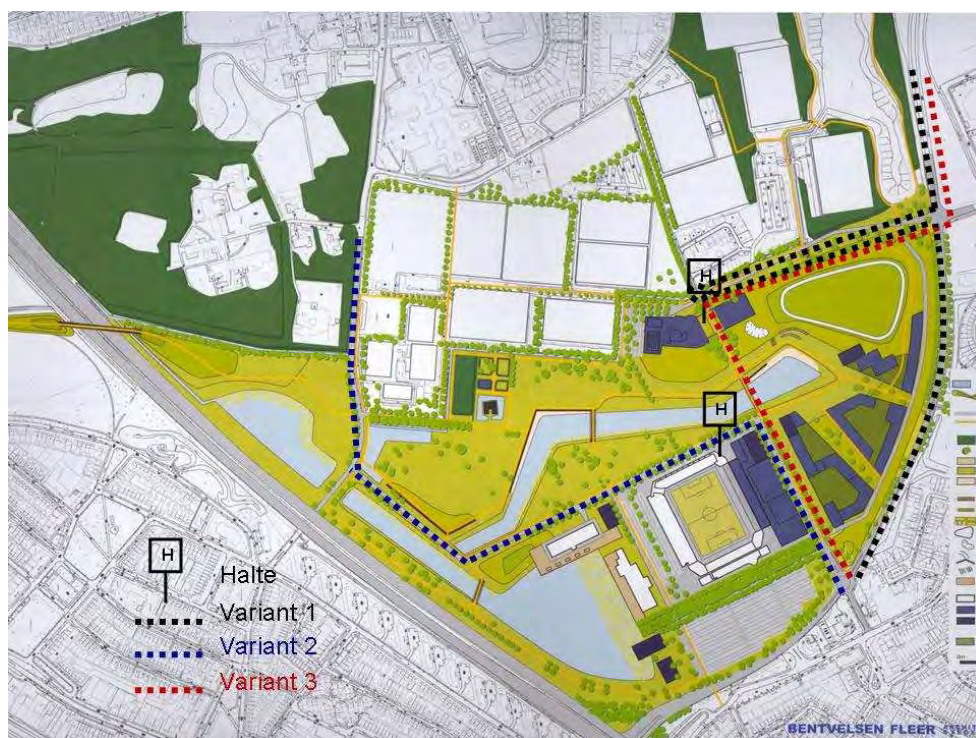 H
H
H
Halte
Variant 1
Variant 2
Variant 3
BENTVELSEN FLEER